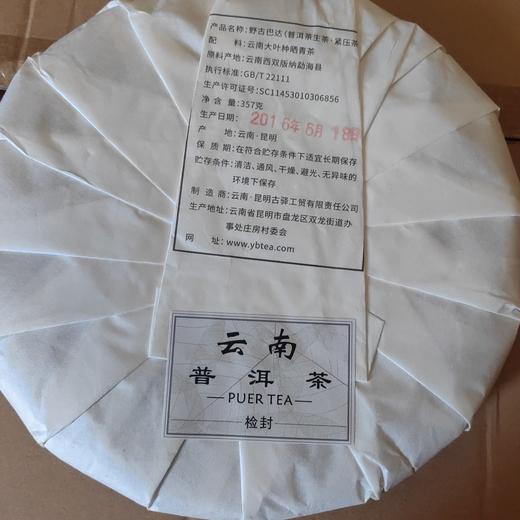 产品名称:野古巴达(普洱茶生茶·紧压茶
配 料:云南大叶种晒青茶
原料产地:云南西双版纳勐海县
执行标准:GB/T 22111
生产许可证号:SC11453010306856
净 含 量:357克
生产日期:2016年6月18日
产 地:云南·昆明
保 质 期:在符合贮存条件下适宜长期保存
贮存条件:清洁、通风、干燥、避光、无异味的
环境下保存
制 造 商:云南·昆明古驿工贸有限责任公司
生产地址:云南省昆明市盘龙区双龙街道办
事处庄房村委会
网 址:www.ybtea.com
云南
普洱茶
PUER TEA
检封